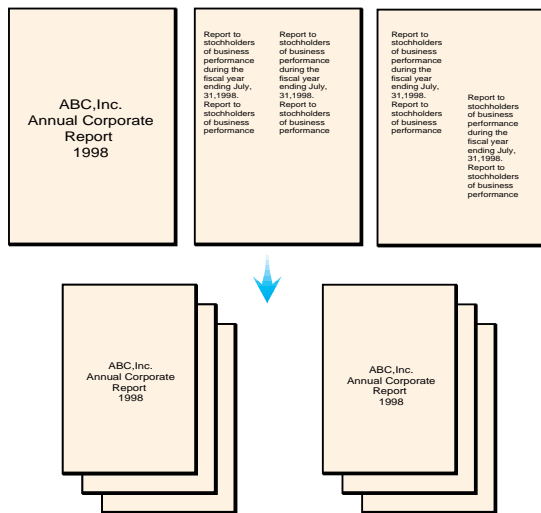 ABC,Inc.
Annual Corporate
Report
1998
Report to
stochholders
of business
performance
during the
fiscal year
ending July,
31,1998.
Report to
stochholders
of business
performance
Report to
stochholders
of business
performance
during the
fiscal year
ending July,
31,1998.
Report to
stochholders
of business
performance
Report to
stochholders
of business
performance
during the
fiscal year
ending July,
31,1998.
Report to
stochholders
of business
performance
Report to
stochholders
of business
performance
during the
fiscal year
ending July,
31,1998.
Report to
stochholders
of business
performance
ABC,Inc.
Annual Corporate
Report
1998
ABC,Inc.
Annual Corporate
Report
1998